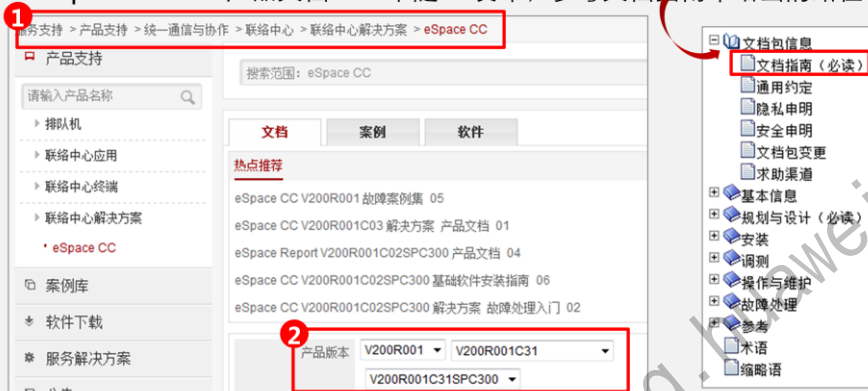 1
服务支持 >产品支持 >统一通信与协作 >联络中心 >联络中心解决方案 > eSpace CC
产品支持
请输入产品名称
排队机
联络中心应用
联络中心终端
联络中心解决方案
eSpace CC
案例库
软件下载
服务解决方案
搜索范围: eSpace CC
文档 案例 软件
热点推荐
eSpace CC V200R001 故障案例集 05
eSpace CC V200R001C03 解决方案 产品文档 01
eSpace Report V200R001C02SPC300 产品文档 04
eSpace CC V200R001C02SPC300 基础软件安装指南 06
eSpace CC V200R001C02SPC300 解决方案 故障处理入门 02
2
产品版本 V200R001 V200R001C31
V200R001C31SPC300
文档包信息
文档指南（必读）
通用约定
隐私申明
安全申明
文档包变更
求助渠道
基本信息
规划与设计（必读）
安装
调测
操作与维护
故障处理
参考
术语
缩略语